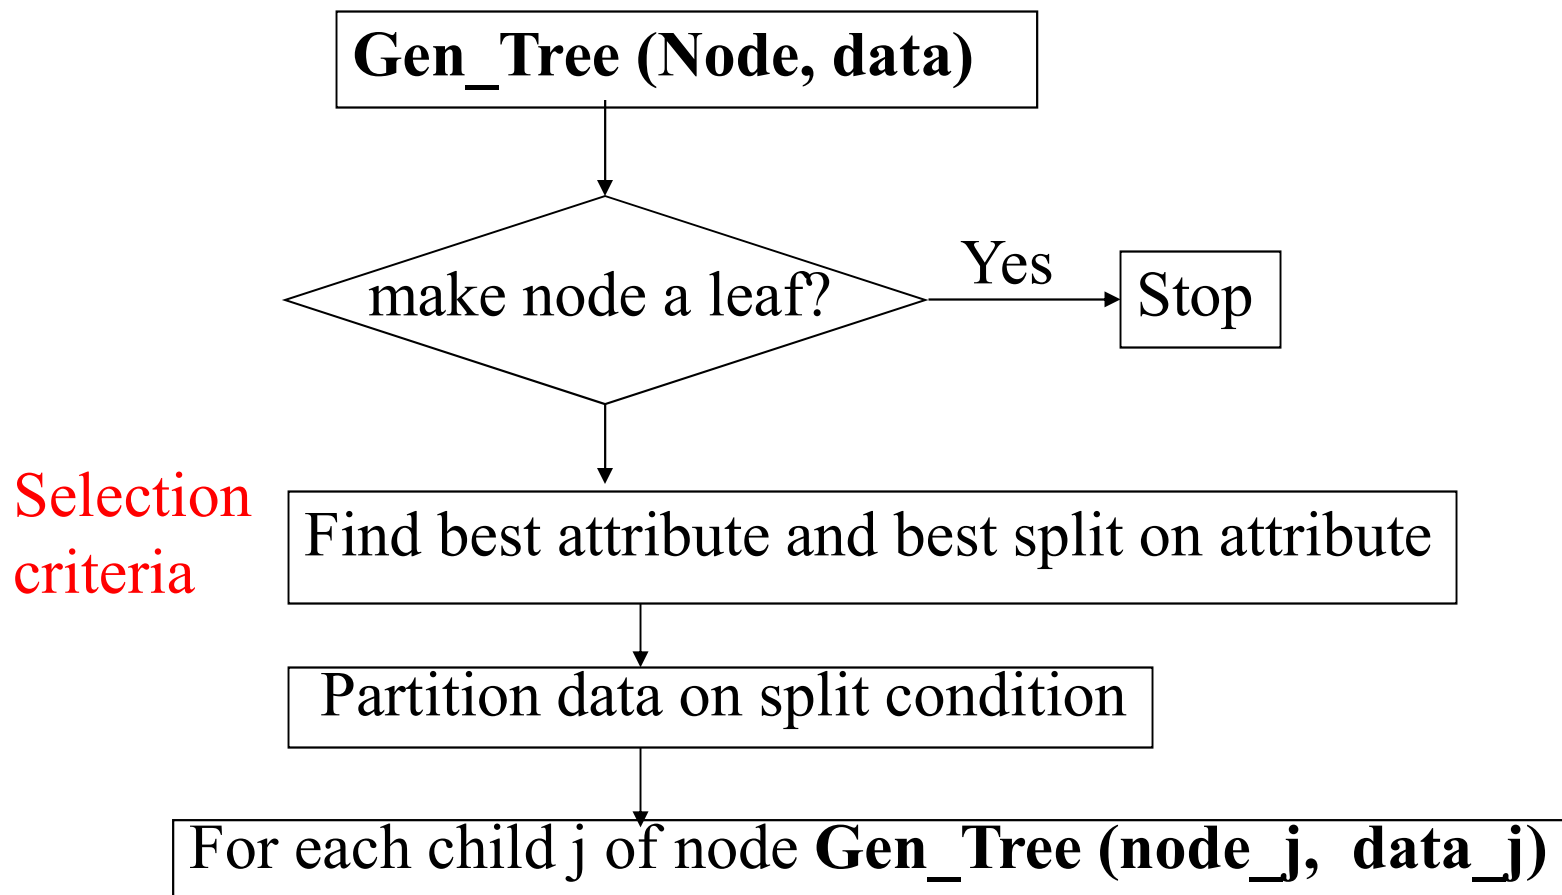 Gen_Tree (Node, data)
make node a leaf?
Yes
Stop
Selection
criteria
Find best attribute and best split on attribute
Partition data on split condition
For each child j of node Gen_Tree (node_j, data_j)